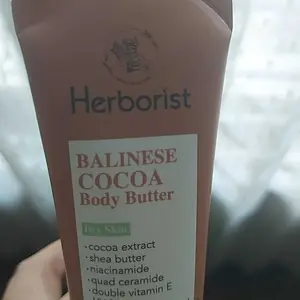 Herborist
BALINESE
COCOA
Body Butter
Dry Skin
·cocoa extract
·shea butter
·niacinamide
·quad ceramide
·double vitamin E